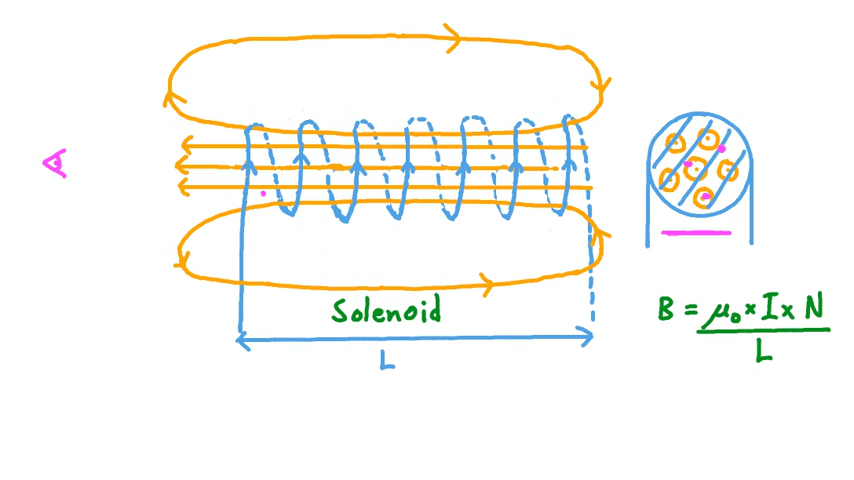 Solenoid
L
B = μ₀ × I × N
L